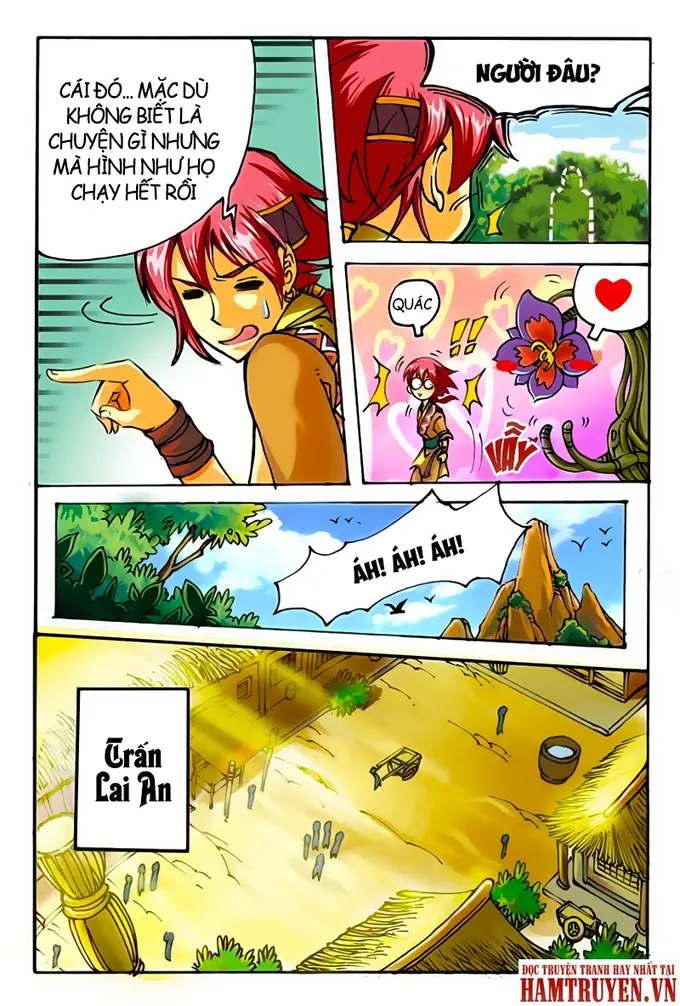 CÁI ĐÓ... MẶC DÙ
KHÔNG BIẾT LÀ
CHUYỆN GÌ NHƯNG
MÀ HÌNH NHƯ HỌ
CHẠY HẾT RỒI
NGƯỜI ĐÂU?
QUÁC
!!
VẪY
ÁH! ÁH! ÁH!
Trấn
Lai An
ĐỌC TRUYỆN TRANH HAY NHẤT TẠI
HAMTRUYEN.VN